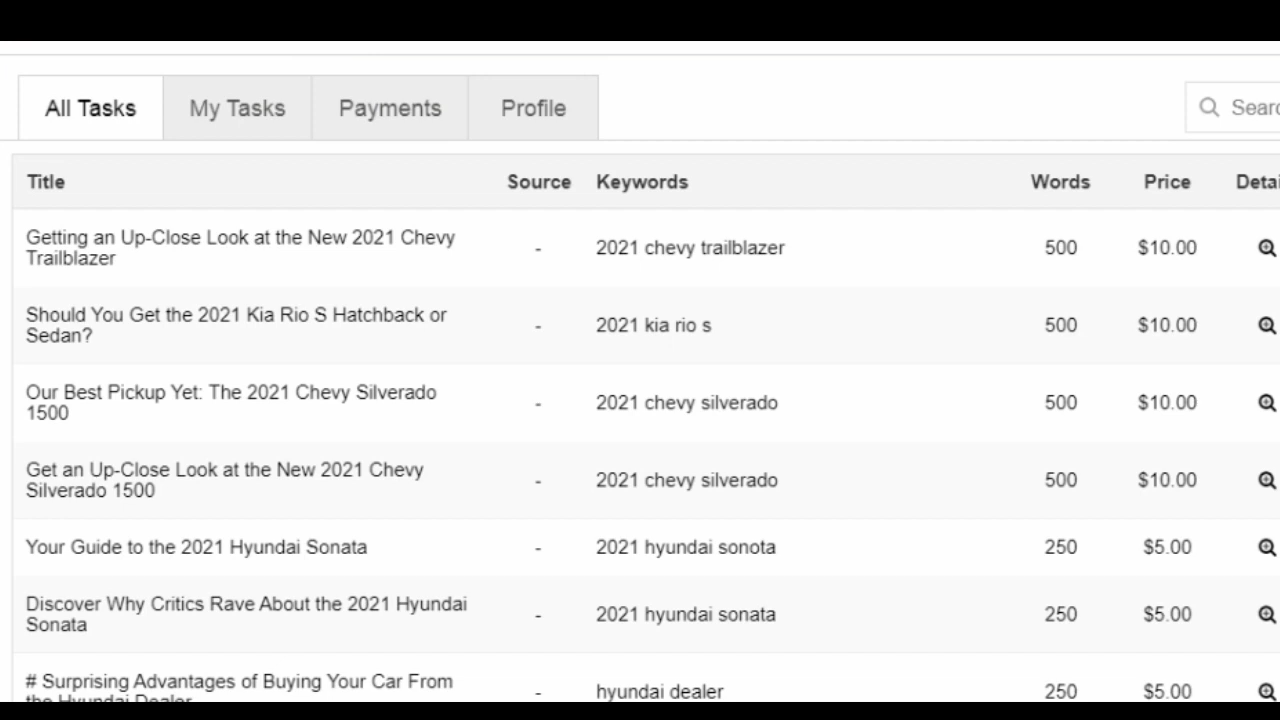 All Tasks My Tasks Payments Profile Searc
Title Source Keywords Words Price Detai
Getting an Up-Close Look at the New 2021 Chevy
Trailblazer - 2021 chevy trailblazer 500 $10.00
Should You Get the 2021 Kia Rio S Hatchback or
Sedan? - 2021 kia rio s 500 $10.00
Our Best Pickup Yet: The 2021 Chevy Silverado
1500 - 2021 chevy silverado 500 $10.00
Get an Up-Close Look at the New 2021 Chevy
Silverado 1500 - 2021 chevy silverado 500 $10.00
Your Guide to the 2021 Hyundai Sonata - 2021 hyundai sonota 250 $5.00
Discover Why Critics Rave About the 2021 Hyundai
Sonata - 2021 hyundai sonata 250 $5.00
# Surprising Advantages of Buying Your Car From
the Hyundai Dealer - hyundai dealer 250 $5.00